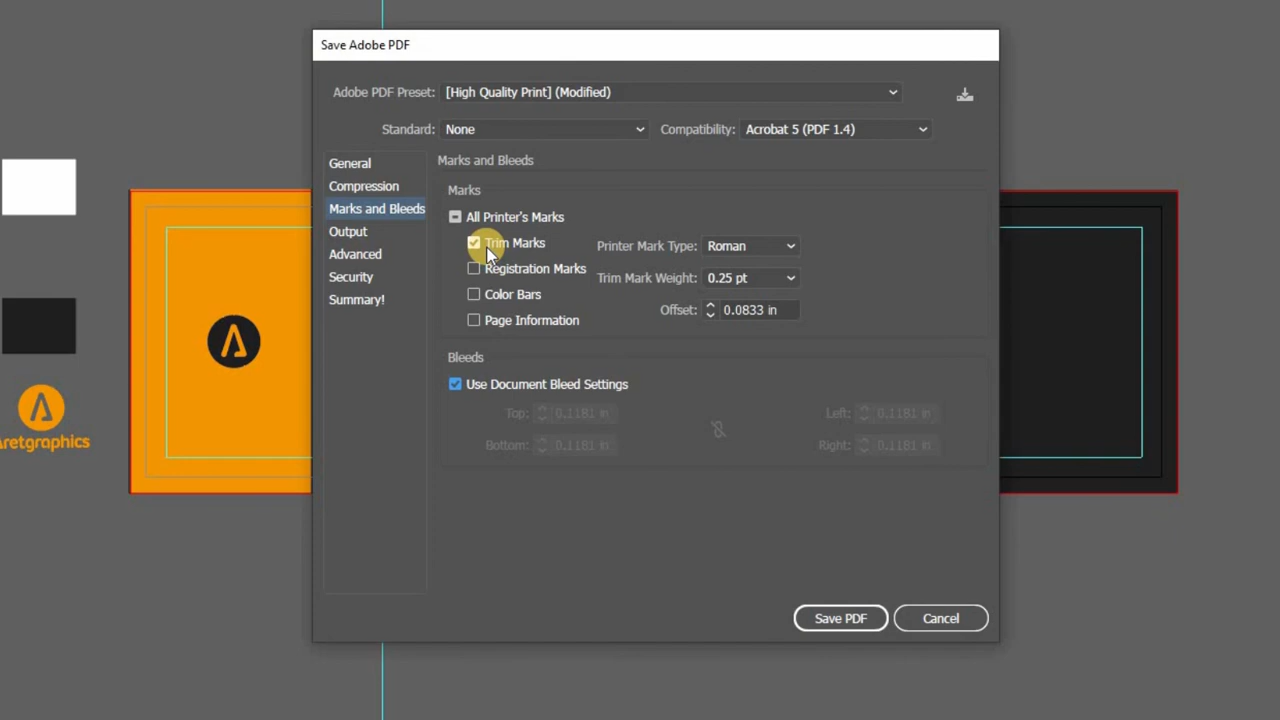 Save Adobe PDF
Adobe PDF Preset: [High Quality Print] (Modified)
Standard: None Compatibility: Acrobat 5 (PDF 1.4)
General
Compression
Marks and Bleeds
Output
Advanced
Security
Summary!
Marks and Bleeds
Marks
All Printer's Marks
Trim Marks Printer Mark Type: Roman
Registration Marks Trim Mark Weight: 0.25 pt
Color Bars Offset: 0.0833 in
Page Information
Bleeds
Use Document Bleed Settings
Top: 0.1181 in Left: 0.1181 in
Bottom: 0.1181 in Right: 0.1181 in
Save PDF Cancel
Aretgraphics